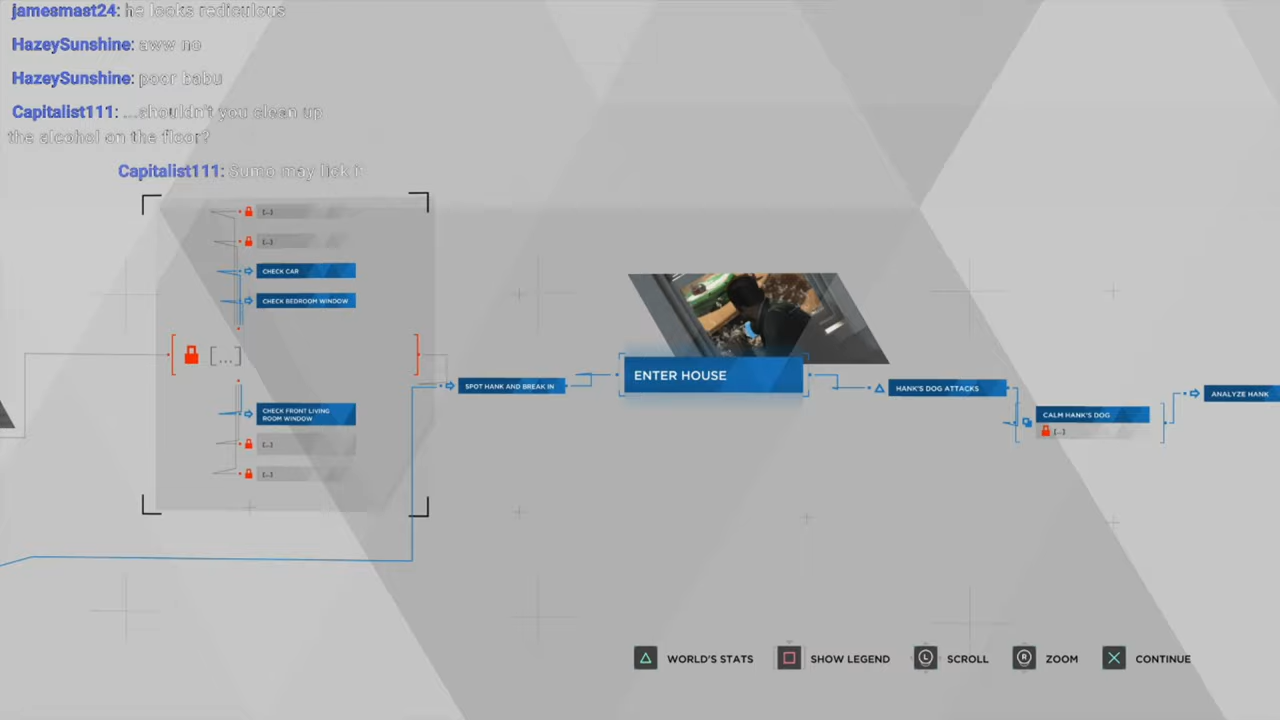 jamesmast24: he looks rediculous
HazeySunshine: aww no
HazeySunshine: poor babu
Capitalist111: ...shouldn't you clean up
the alcohol on the floor?
Capitalist111: Sumo may lick it
[...]
[...]
CHECK CAR
CHECK BEDROOM WINDOW
[...]
CHECK FRONT LIVING
ROOM WINDOW
[...]
[...]
SPOT HANK AND BREAK IN
ENTER HOUSE
HANK'S DOG ATTACKS
CALM HANK'S DOG
[...]
ANALYZE HANK
WORLD'S STATS
SHOW LEGEND
L SCROLL
R ZOOM
CONTINUE